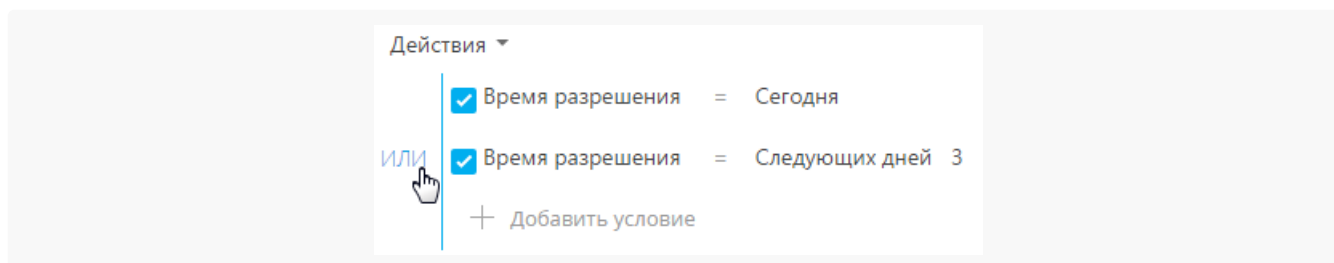 Действия
Время разрешения = Сегодня
ИЛИ Время разрешения = Следующих дней 3
+ Добавить условие